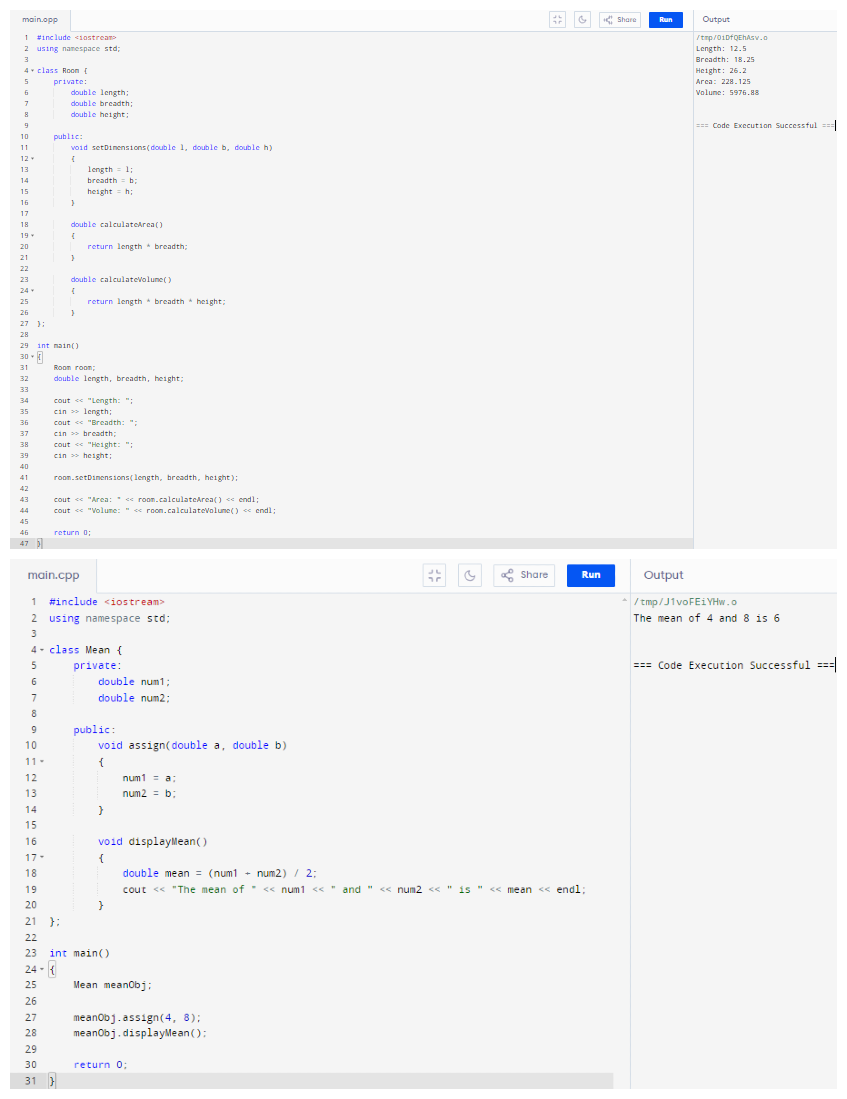 main.cpp Share Run Output
1 #include <iostream>
2 using namespace std;
3
4 class Room {
5 private:
6 double length;
7 double breadth;
8 double height;
9
10 public:
11 void setDimensions(double l, double b, double h)
12 {
13 length = l;
14 breadth = b;
15 height = h;
16 }
17
18 double calculateArea()
19 {
20 return length * breadth;
21 }
22
23 double calculateVolume()
24 {
25 return length * breadth * height;
26 }
27 };
28
29 int main()
30 {
31 Room room;
32 double length, breadth, height;
33
34 cout << "Length: ";
35 cin >> length;
36 cout << "Breadth: ";
37 cin >> breadth;
38 cout << "Height: ";
39 cin >> height;
40
41 room.setDimensions(length, breadth, height);
42
43 cout << "Area: " << room.calculateArea() << endl;
44 cout << "Volume: " << room.calculateVolume() << endl;
45
46 return 0;
47 }
/tmp/OiDfQEhAsv.o
Length: 12.5
Breadth: 18.25
Height: 26.2
Area: 228.125
Volume: 5976.88
=== Code Execution Successful ===
main.cpp Share Run Output
1 #include <iostream>
2 using namespace std;
3
4 class Mean {
5 private:
6 double num1;
7 double num2;
8
9 public:
10 void assign(double a, double b)
11 {
12 num1 = a;
13 num2 = b;
14 }
15
16 void displayMean()
17 {
18 double mean = (num1 + num2) / 2;
19 cout << "The mean of " << num1 << " and " << num2 << " is " << mean << endl;
20 }
21 };
22
23 int main()
24 {
25 Mean meanObj;
26
27 meanObj.assign(4, 8);
28 meanObj.displayMean();
29
30 return 0;
31 }
/tmp/J1voFEiYHw.o
The mean of 4 and 8 is 6
=== Code Execution Successful ===